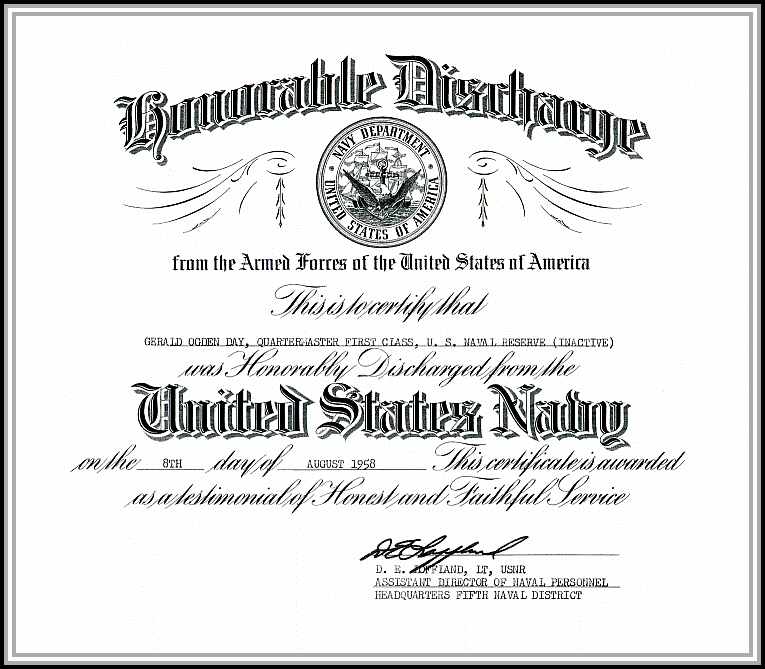 Honorable Discharge
NAVY DEPARTMENT
UNITED STATES OF AMERICA
from the Armed Forces of the United States of America
This is to certify that
GERALD OGDEN DAY, QUARTERMASTER FIRST CLASS, U. S. NAVAL RESERVE (INACTIVE)
was Honorably Discharged from the
United States Navy
on the 8TH day of AUGUST 1958 This certificate is awarded
as a testimonial of Honest and Faithful Service
D. E. LT, USNR
ASSISTANT DIRECTOR OF NAVAL PERSONNEL
HEADQUARTERS FIFTH NAVAL DISTRICT